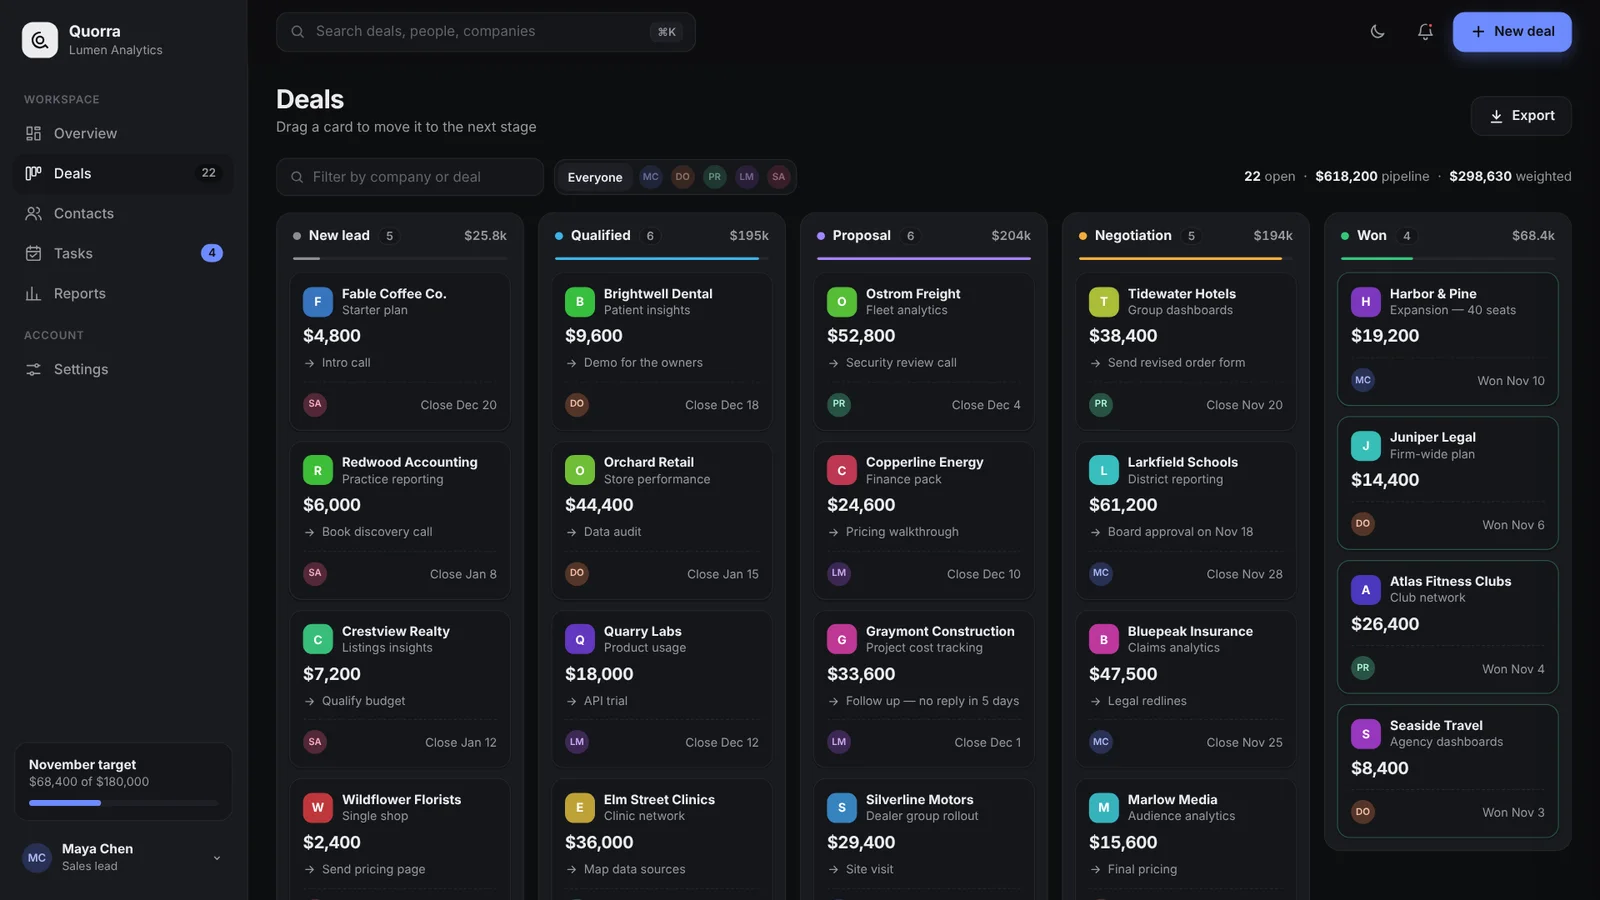 Quorra
Lumen Analytics
WORKSPACE
Overview
Deals 22
Contacts
Tasks 4
Reports
ACCOUNT
Settings
November target
$68,400 of $180,000
MC Maya Chen
Sales lead
Search deals, people, companies ⌘K
+ New deal
Deals
Drag a card to move it to the next stage
Export
Filter by company or deal
Everyone MC DO PR LM SA
22 open · $618,200 pipeline · $298,630 weighted
New lead 5 $25.8k
F Fable Coffee Co.
Starter plan
$4,800
→ Intro call
SA Close Dec 20
R Redwood Accounting
Practice reporting
$6,000
→ Book discovery call
SA Close Jan 8
C Crestview Realty
Listings insights
$7,200
→ Qualify budget
SA Close Jan 12
W Wildflower Florists
Single shop
$2,400
→ Send pricing page
Qualified 6 $195k
B Brightwell Dental
Patient insights
$9,600
→ Demo for the owners
DO Close Dec 18
O Orchard Retail
Store performance
$44,400
→ Data audit
DO Close Jan 15
Q Quarry Labs
Product usage
$18,000
→ API trial
LM Close Dec 12
E Elm Street Clinics
Clinic network
$36,000
→ Map data sources
Proposal 6 $204k
O Ostrom Freight
Fleet analytics
$52,800
→ Security review call
PR Close Dec 4
C Copperline Energy
Finance pack
$24,600
→ Pricing walkthrough
LM Close Dec 10
G Graymont Construction
Project cost tracking
$33,600
→ Follow up — no reply in 5 days
LM Close Dec 1
S Silverline Motors
Dealer group rollout
$29,400
→ Site visit
Negotiation 5 $194k
T Tidewater Hotels
Group dashboards
$38,400
→ Send revised order form
PR Close Nov 20
L Larkfield Schools
District reporting
$61,200
→ Board approval on Nov 18
MC Close Nov 28
B Bluepeak Insurance
Claims analytics
$47,500
→ Legal redlines
MC Close Nov 25
M Marlow Media
Audience analytics
$15,600
→ Final pricing
Won 4 $68.4k
H Harbor & Pine
Expansion — 40 seats
$19,200
MC Won Nov 10
J Juniper Legal
Firm-wide plan
$14,400
DO Won Nov 6
A Atlas Fitness Clubs
Club network
$26,400
PR Won Nov 4
S Seaside Travel
Agency dashboards
$8,400
DO Won Nov 3